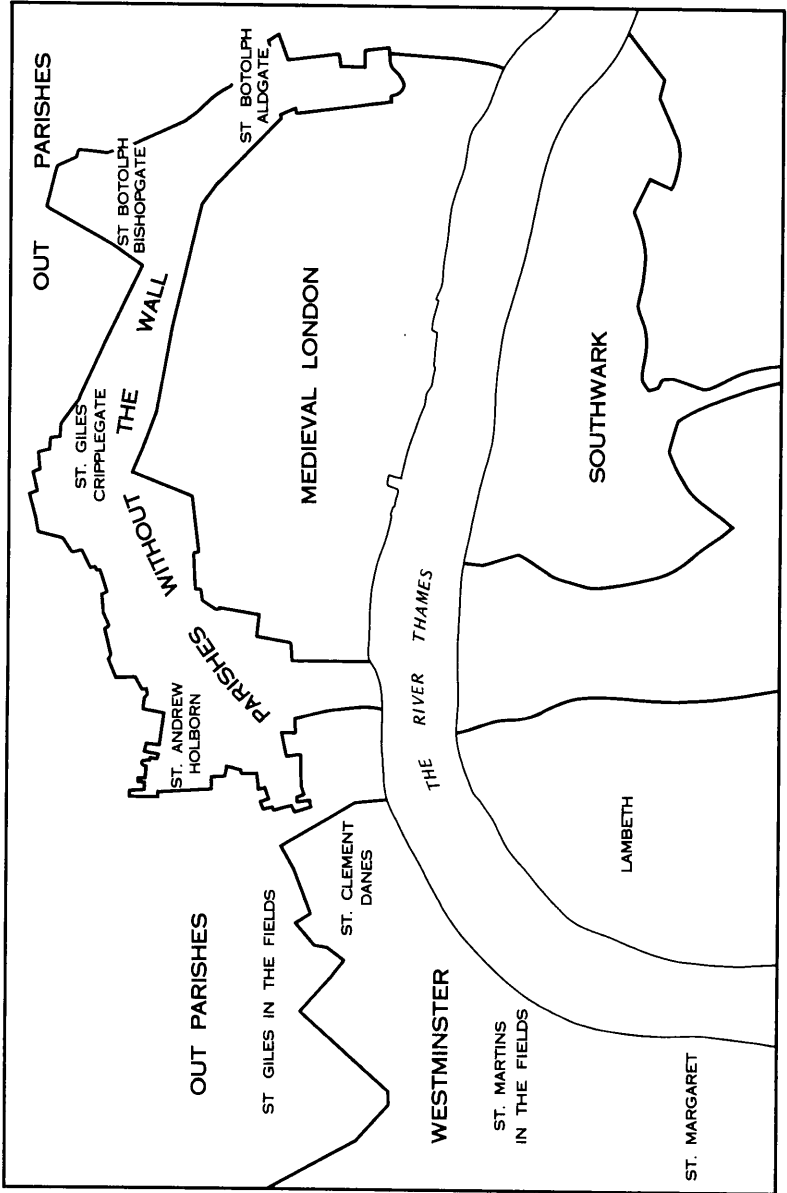 OUT PARISHES
ST BOTOLPH
ALDGATE
ST BOTOLPH
BISHOPGATE
PARISHES WITHOUT THE WALL
ST. GILES
CRIPPLEGATE
ST. ANDREW
HOLBORN
MEDIEVAL LONDON
OUT PARISHES
ST GILES IN THE FIELDS
ST. CLEMENT
DANES
THE RIVER THAMES
WESTMINSTER
ST. MARTINS
IN THE FIELDS
ST. MARGARET
SOUTHWARK
LAMBETH